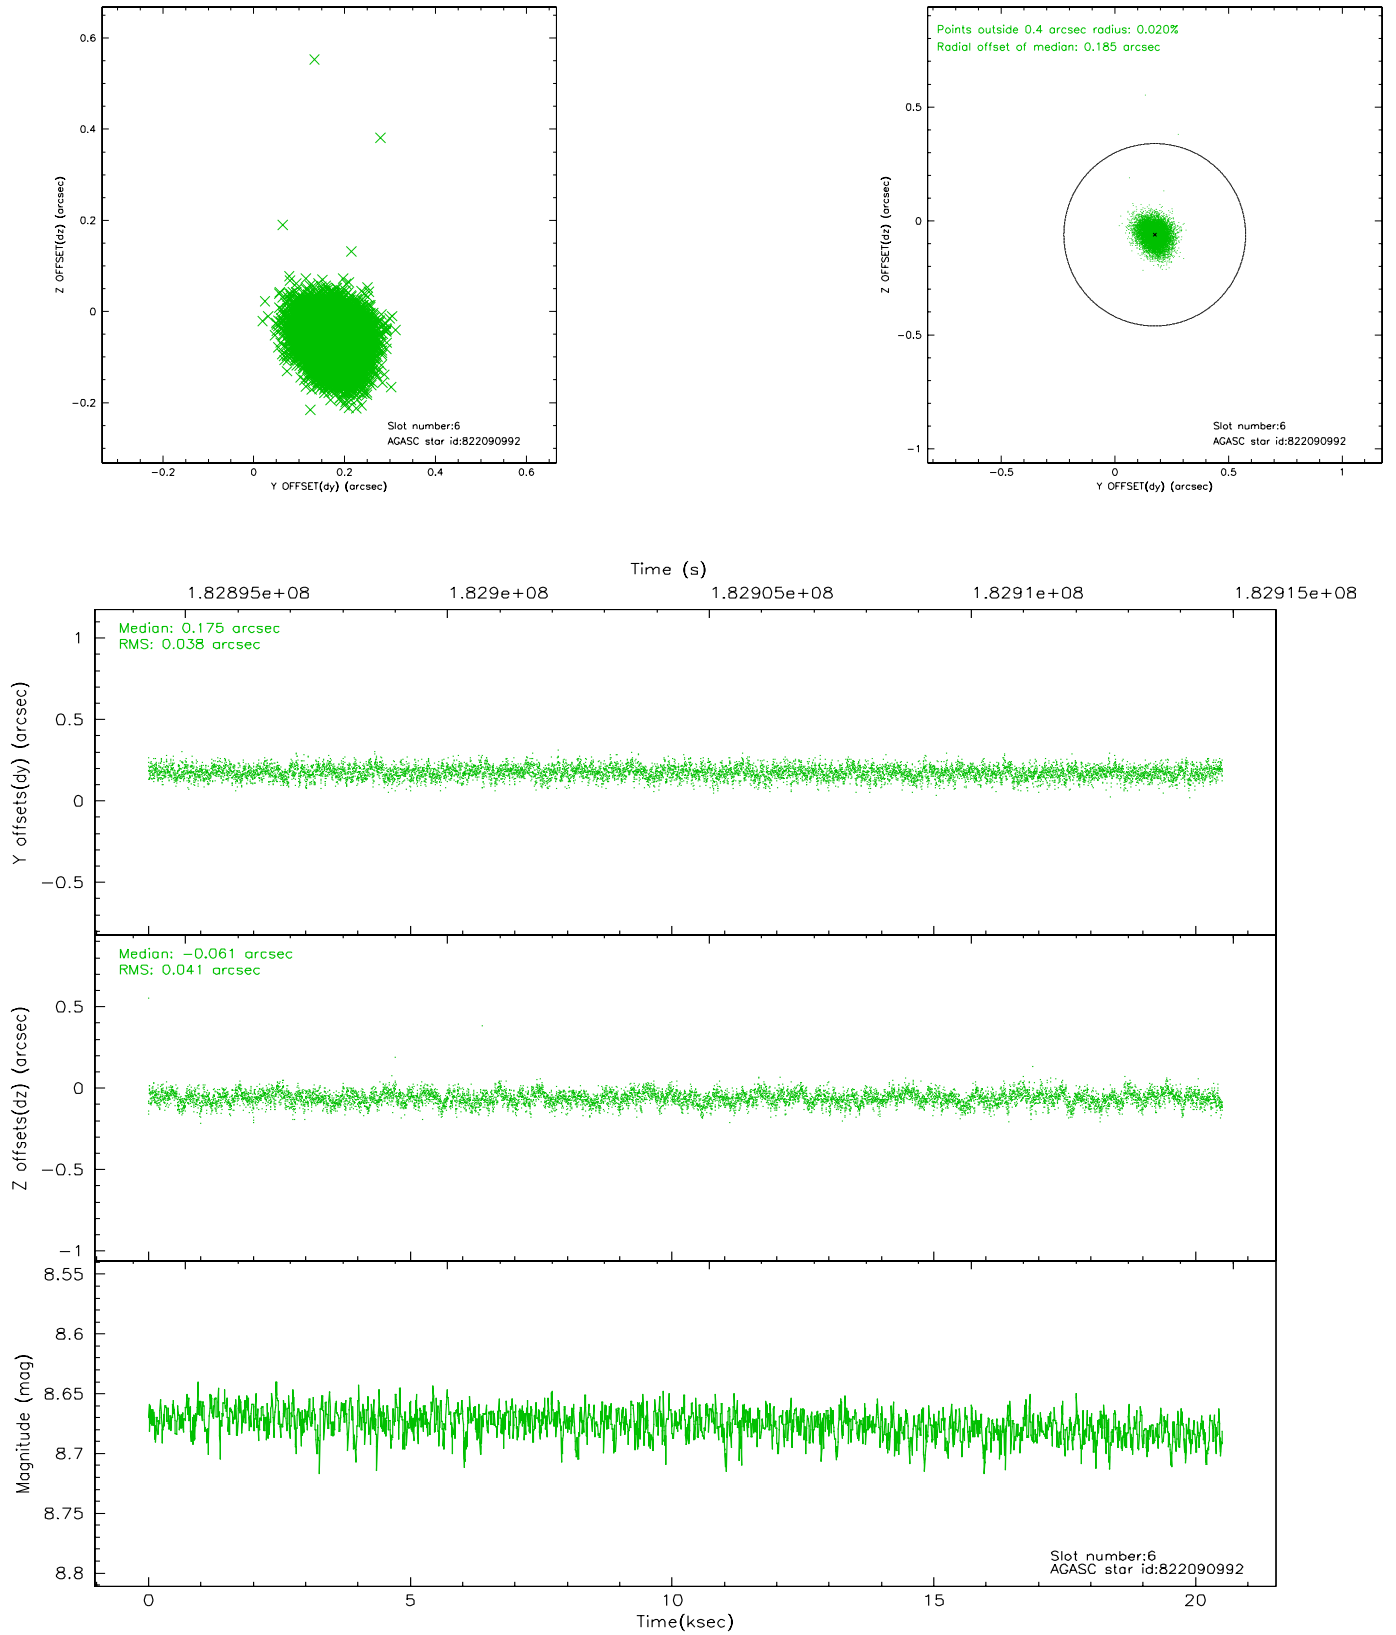 0.6
0.4
0.2
0
−0.2
Z OFFSET(dz) (arcsec)
Slot number:6
AGASC star id:822090992
−0.2 0 0.2 0.4 0.6
Y OFFSET(dy) (arcsec)
Points outside 0.4 arcsec radius: 0.020%
Radial offset of median: 0.185 arcsec
0.5
0
−0.5
−1
Z OFFSET(dz) (arcsec)
Slot number:6
AGASC star id:822090992
−0.5 0 0.5 1
Y OFFSET(dy) (arcsec)
Time (s)
1.82895e+08 1.829e+08 1.82905e+08 1.8291e+08 1.82915e+08
Median: 0.175 arcsec
RMS: 0.038 arcsec
1
0.5
0
−0.5
Y offsets(dy) (arcsec)
Median: −0.061 arcsec
RMS: 0.041 arcsec
0.5
0
−0.5
−1
Z offsets(dz) (arcsec)
8.55
8.6
8.65
8.7
8.75
8.8
Magnitude (mag)
Slot number:6
AGASC star id:822090992
0 5 10 15 20
Time(ksec)